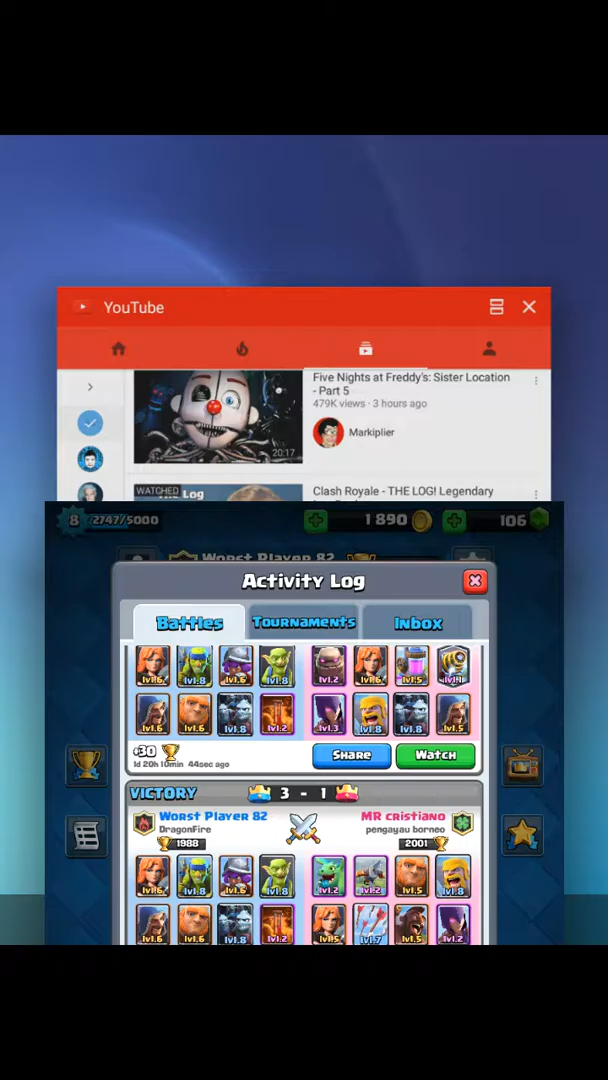 YouTube
Five Nights at Freddy's: Sister Location
- Part 5
479K views · 3 hours ago
Markiplier
20:17
WATCHED
The Log
Clash Royale - THE LOG! Legendary
8
2747/5000
1 890
106
Worst Player 82
Activity Log
Battles
Tournaments
Inbox
lvl.6 lvl.8 lvl.6 lvl.8 lvl.2 lvl.6 lvl.5 lvl.1
lvl.6 lvl.6 lvl.8 lvl.2 lvl.3 lvl.8 lvl.8 lvl.5
+30
1d 20h 10min 44sec ago
Share
Watch
VICTORY
3 - 1
Worst Player 82
MR cristiano
DragonFire
pengayau borneo
1988
2001
lvl.6 lvl.8 lvl.6 lvl.8 lvl.2 lvl.2 lvl.5 lvl.8
lvl.6 lvl.6 lvl.8 lvl.2 lvl.5 lvl.7 lvl.5 lvl.2